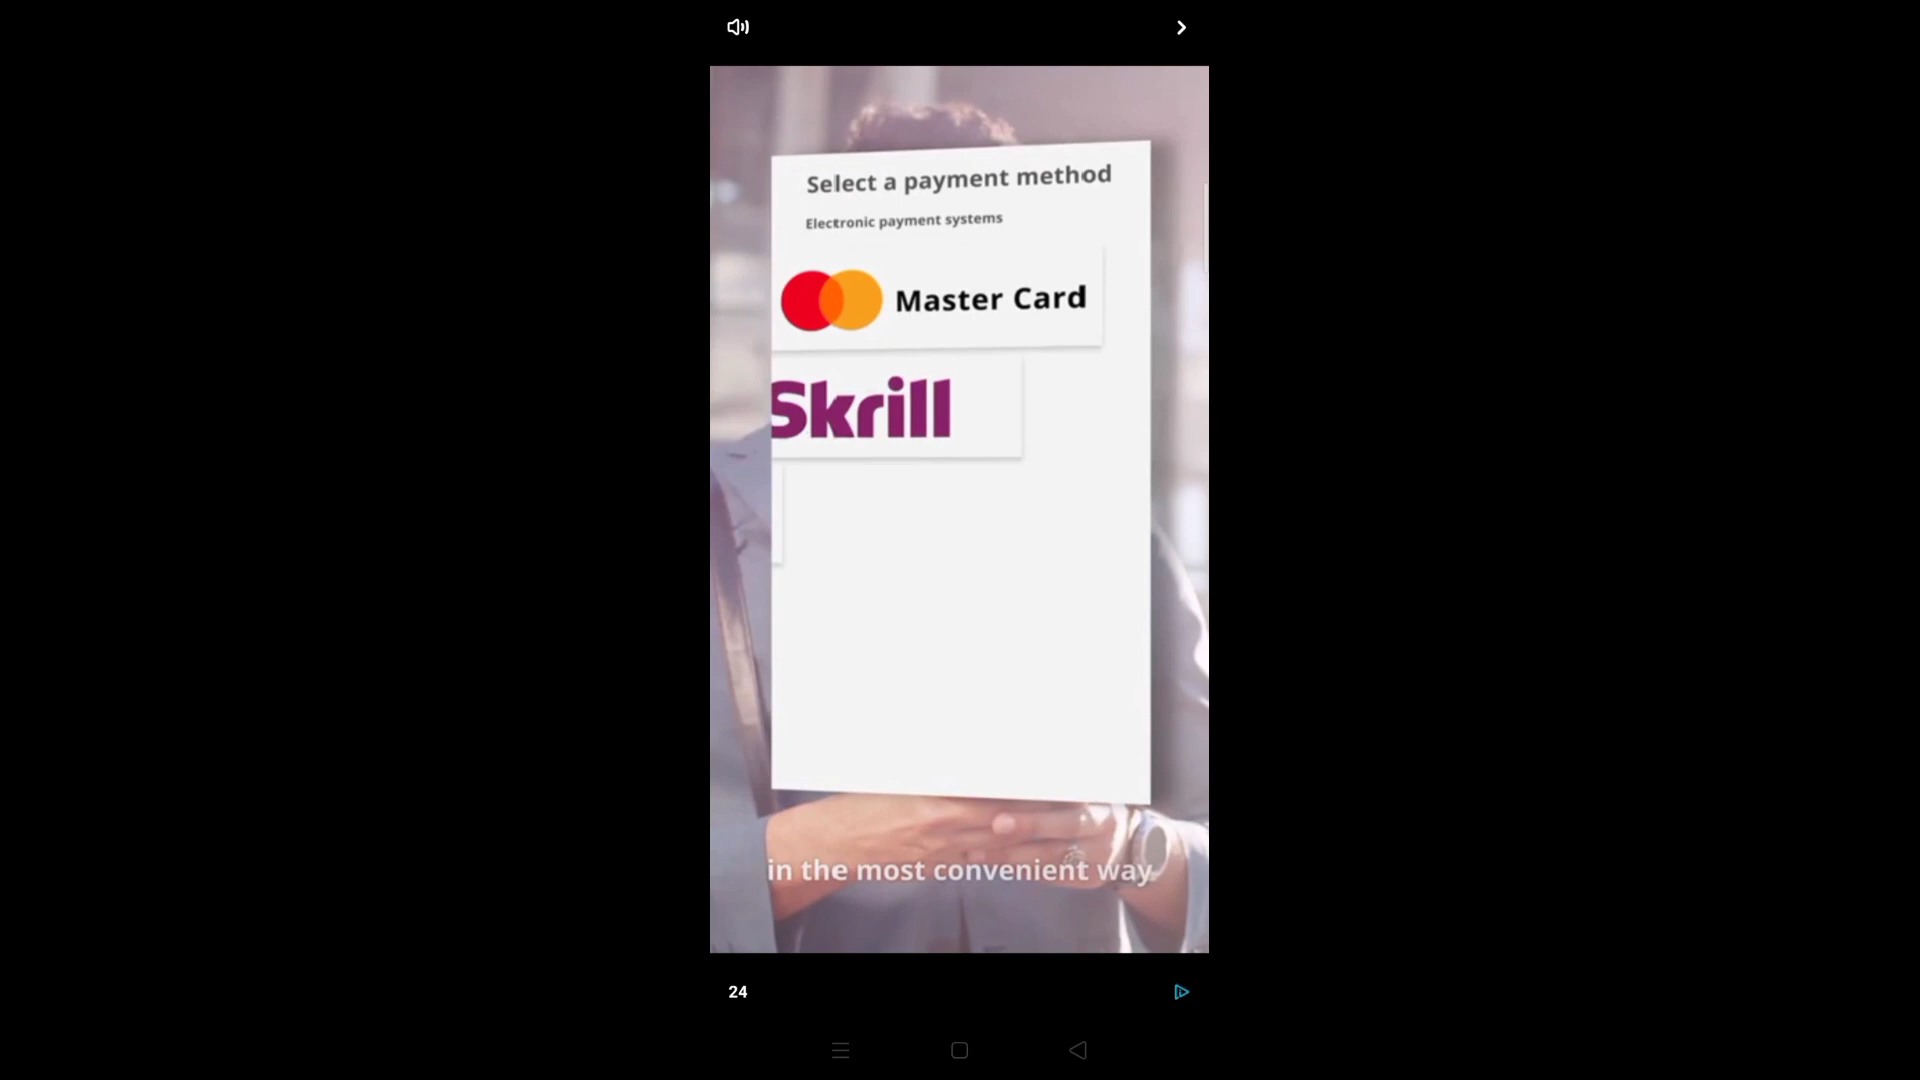 Select a payment method
Electronic payment systems
Master Card
Skrill
in the most convenient way
24